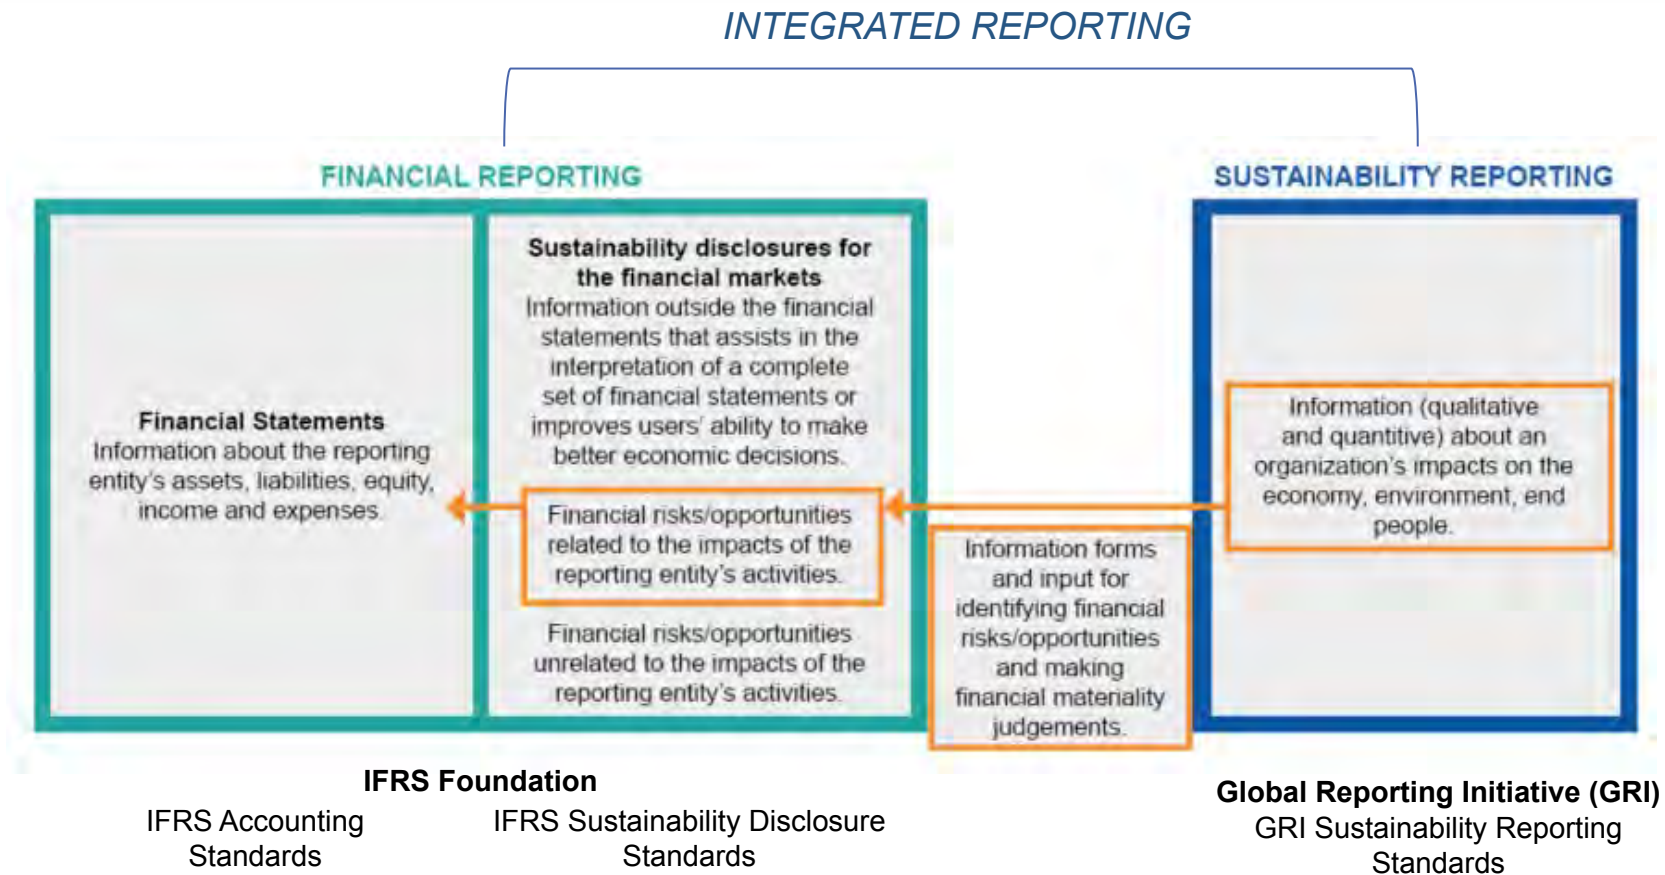 INTEGRATED REPORTING
FINANCIAL REPORTING
Financial Statements
Information about the reporting
entity's assets, liabilities, equity,
income and expenses.
Sustainability disclosures for
the financial markets
Information outside the financial
statements that assists in the
interpretation of a complete
set of financial statements or
improves users' ability to make
better economic decisions.
Financial risks/opportunities
related to the impacts of the
reporting entity's activities.
Financial risks/opportunities
unrelated to the impacts of the
reporting entity's activities.
Information forms
and input for
identifying financial
risks/opportunities
and making
financial materiality
judgements.
SUSTAINABILITY REPORTING
Information (qualitative
and quantitive) about an
organization's impacts on the
economy, environment, end
people.
IFRS Foundation
IFRS Accounting
Standards
IFRS Sustainability Disclosure
Standards
Global Reporting Initiative (GRI)
GRI Sustainability Reporting
Standards